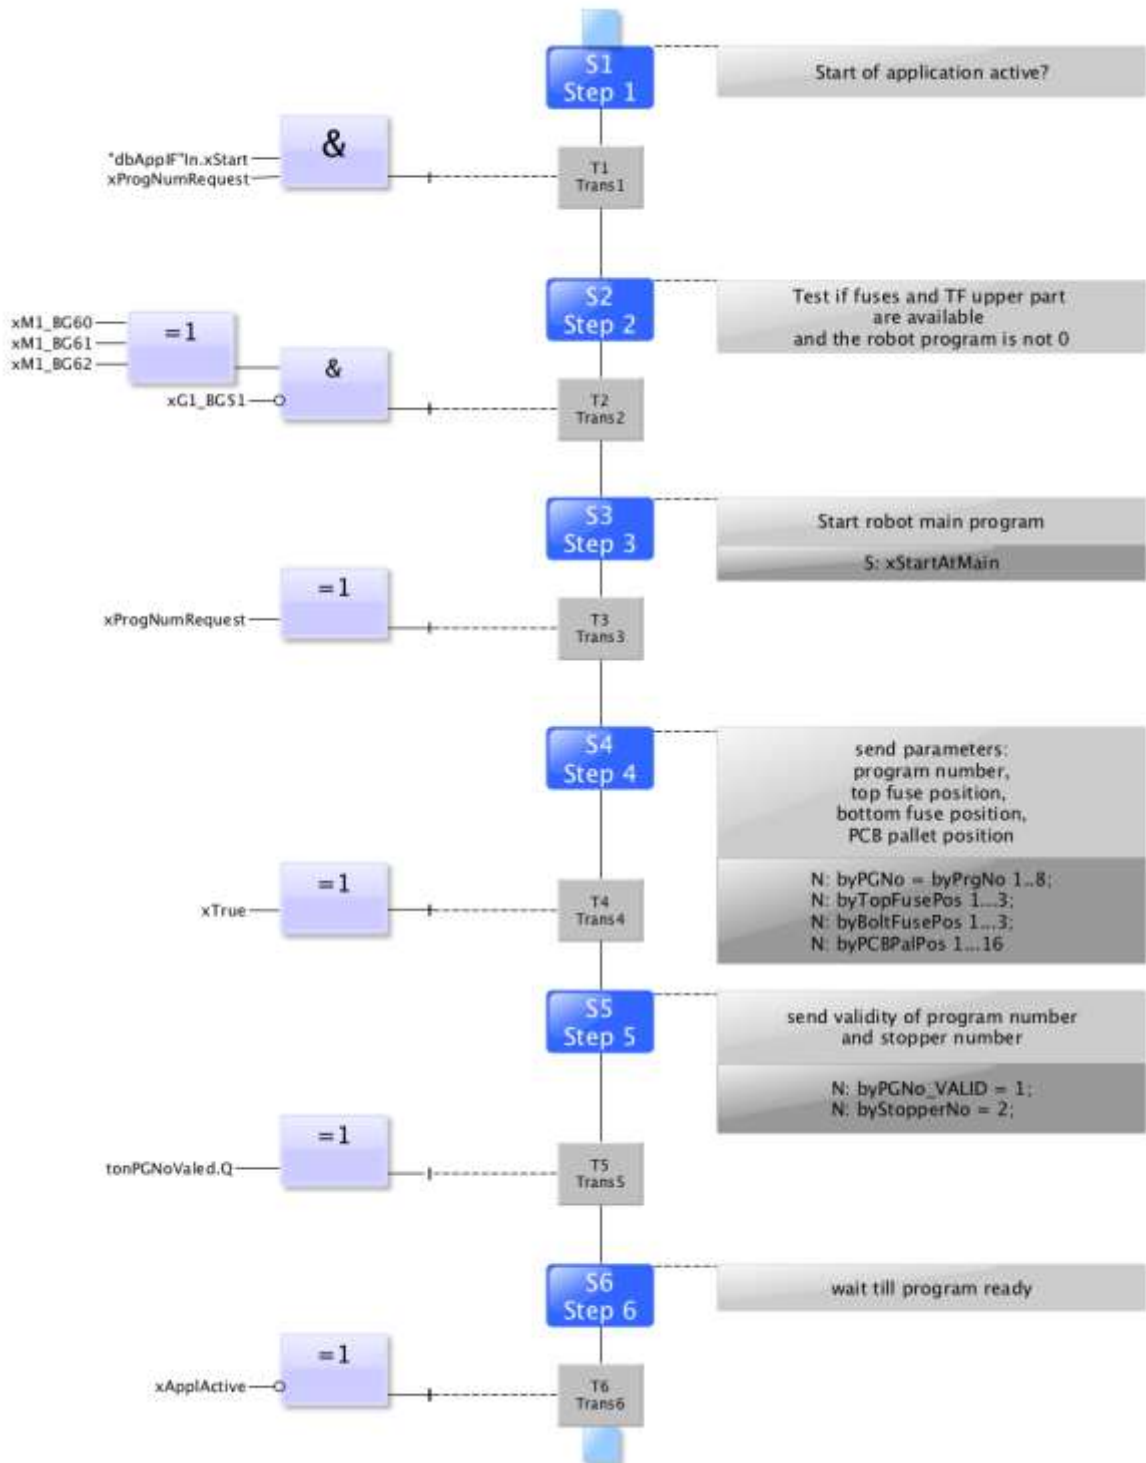 S1
Step 1
Start of application active?
&
"dbAppIF"In.xStart
xProgNumRequest
T1
Trans1
S2
Step 2
Test if fuses and TF upper part
are available
and the robot program is not 0
=1
xM1_BG60
xM1_BG61
xM1_BG62
&
xG1_BG51
T2
Trans2
S3
Step 3
Start robot main program
S: xStartAtMain
=1
xProgNumRequest
T3
Trans3
S4
Step 4
send parameters:
program number,
top fuse position,
bottom fuse position,
PCB pallet position
N: byPGNo = byPrgNo 1..8;
N: byTopFusePos 1...3;
N: byBoltFusePos 1...3;
N: byPCBPalPos 1...16
=1
xTrue
T4
Trans4
S5
Step 5
send validity of program number
and stopper number
N: byPGNo_VALID = 1;
N: byStopperNo = 2;
=1
tonPGNoValed.Q
T5
Trans5
S6
Step 6
wait till program ready
=1
xApplActive
T6
Trans6